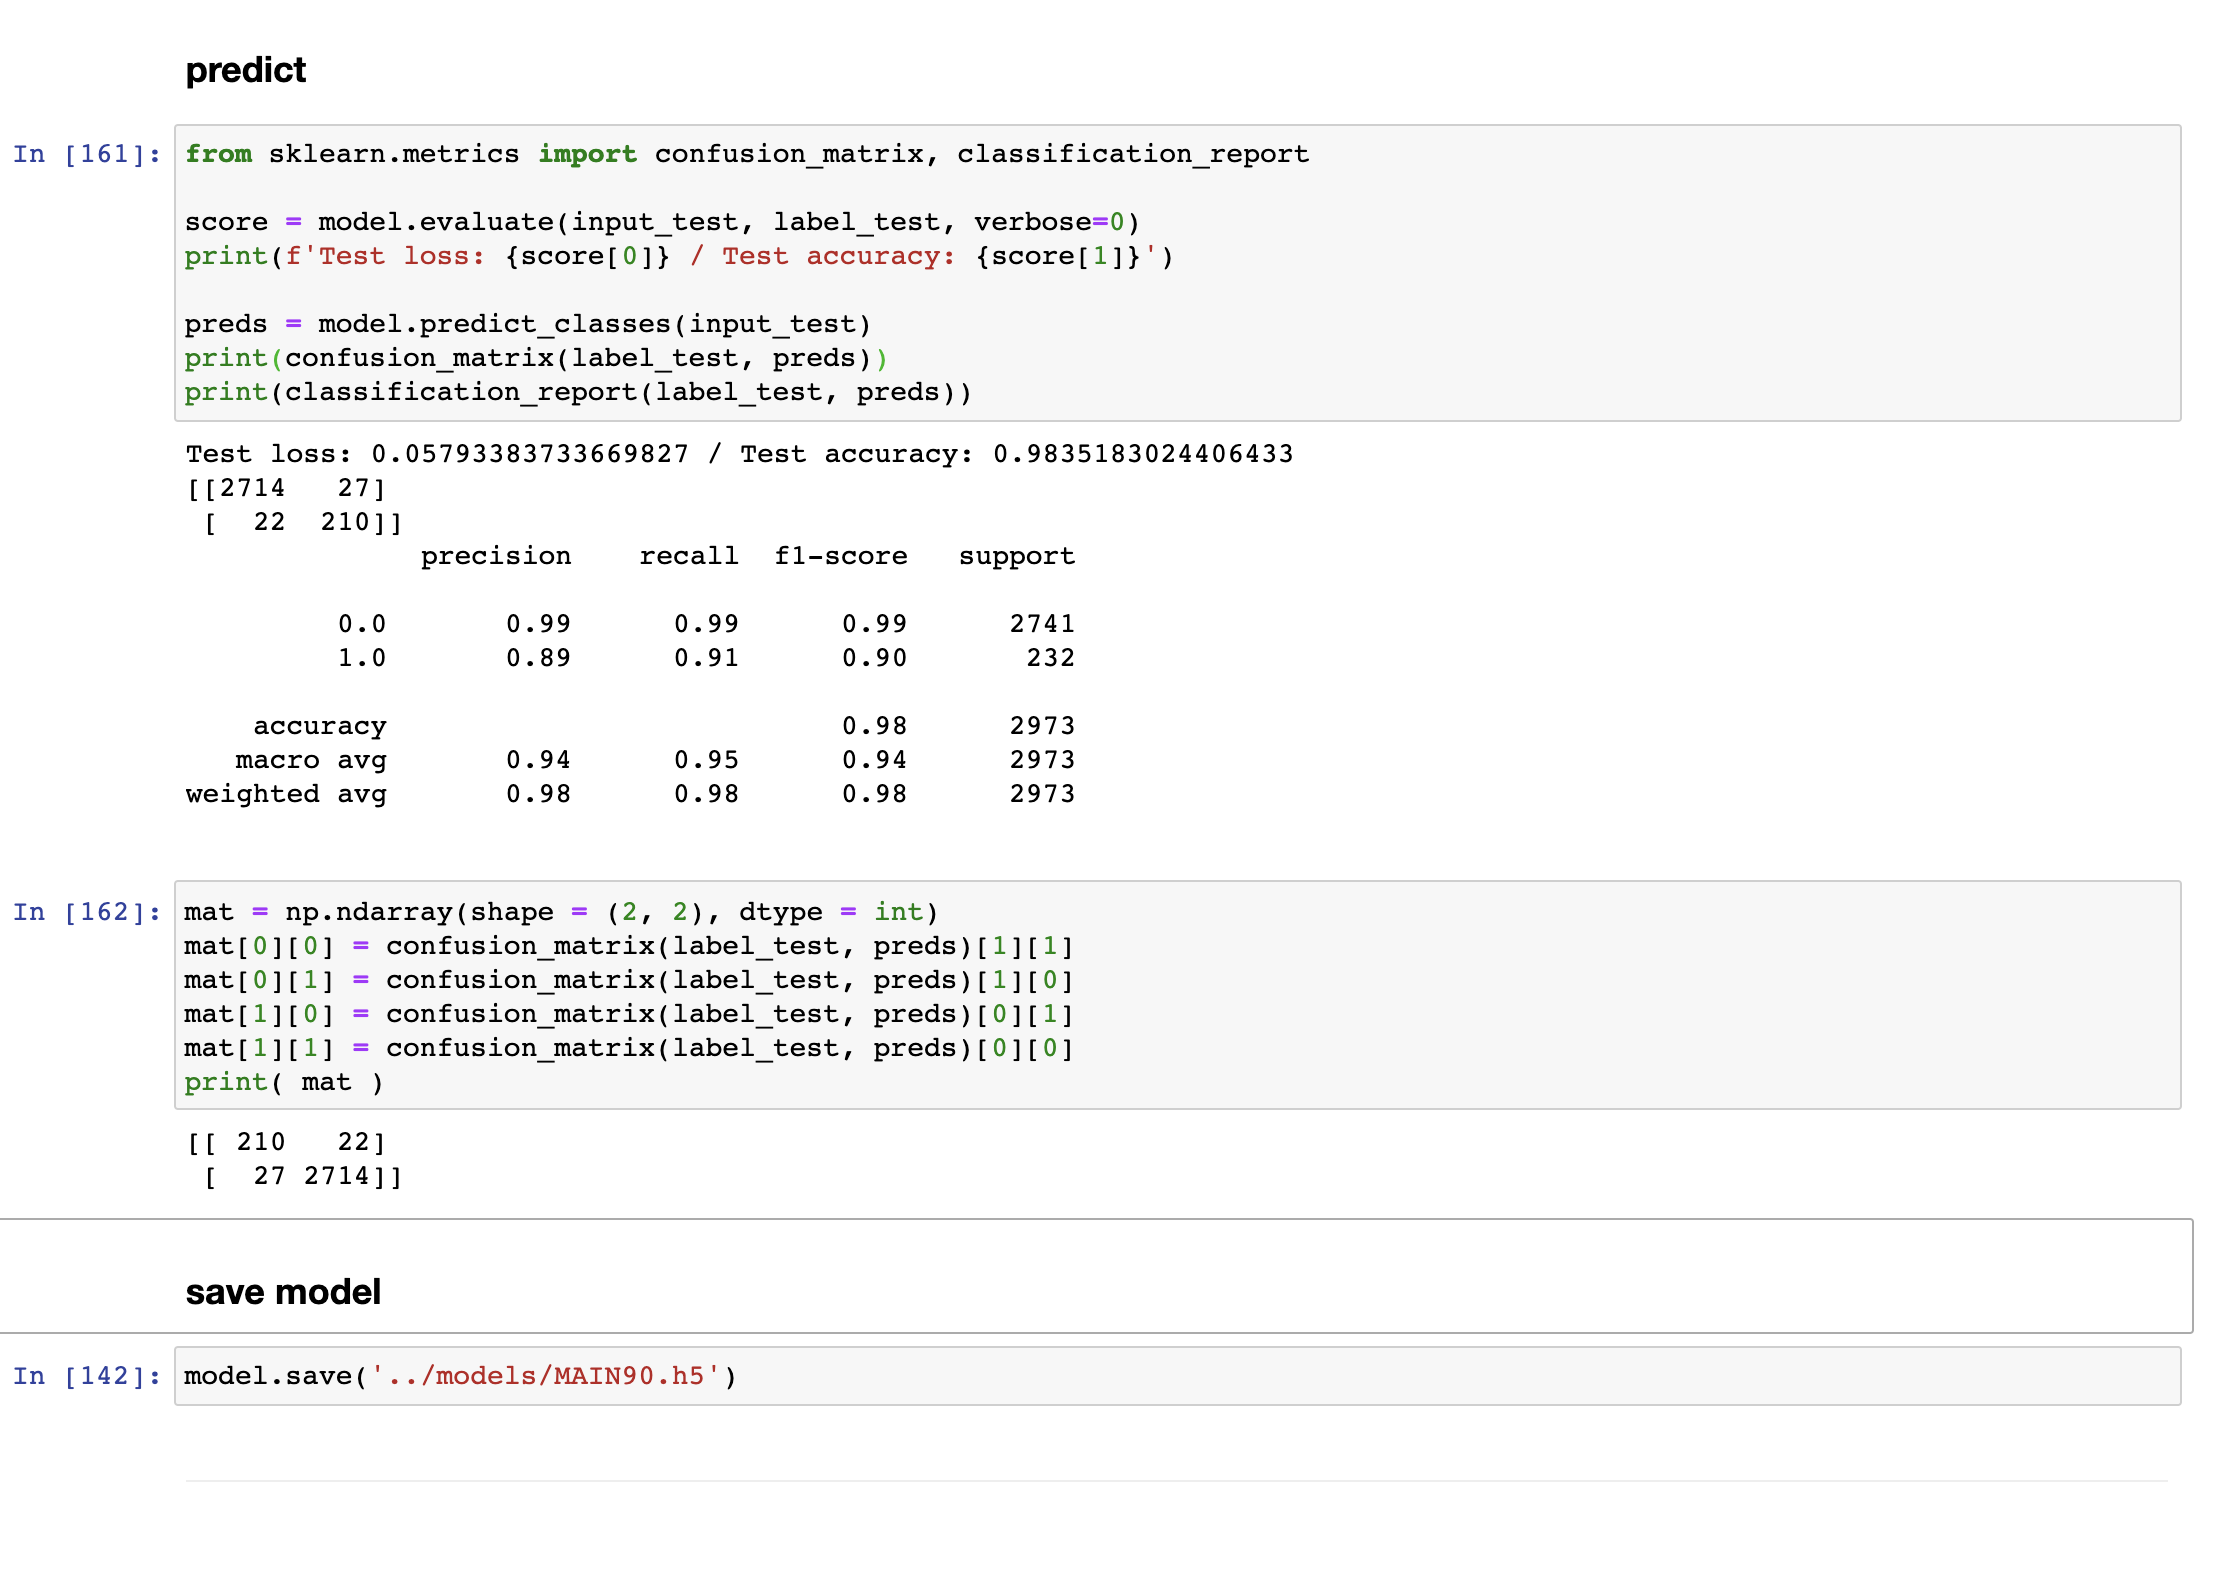 predict
In [161]: from sklearn.metrics import confusion_matrix, classification_report
score = model.evaluate(input_test, label_test, verbose=0)
print(f'Test loss: {score[0]} / Test accuracy: {score[1]}')
preds = model.predict_classes(input_test)
print(confusion_matrix(label_test, preds))
print(classification_report(label_test, preds))
Test loss: 0.05793383733669827 / Test accuracy: 0.9835183024406433
[[2714   27]
 [  22  210]]
              precision    recall  f1-score   support
         0.0       0.99      0.99      0.99      2741
         1.0       0.89      0.91      0.90       232
    accuracy                           0.98      2973
   macro avg       0.94      0.95      0.94      2973
weighted avg       0.98      0.98      0.98      2973
In [162]: mat = np.ndarray(shape = (2, 2), dtype = int)
mat[0][0] = confusion_matrix(label_test, preds)[1][1]
mat[0][1] = confusion_matrix(label_test, preds)[1][0]
mat[1][0] = confusion_matrix(label_test, preds)[0][1]
mat[1][1] = confusion_matrix(label_test, preds)[0][0]
print( mat )
[[ 210   22]
 [  27 2714]]
save model
In [142]: model.save('../models/MAIN90.h5')